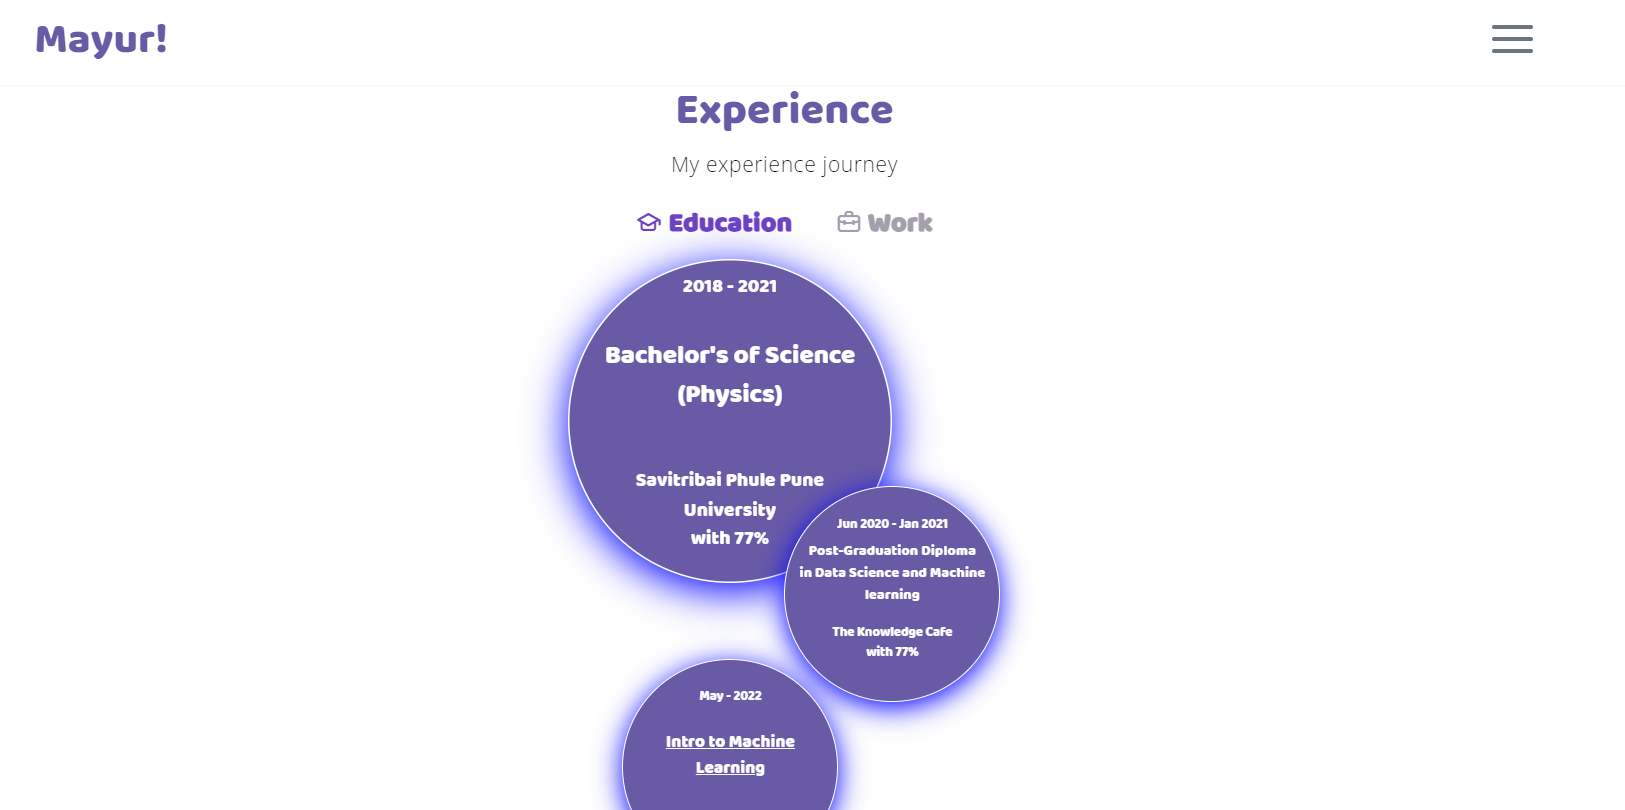 Mayur!
Experience
My experience journey
Education
Work
2018 - 2021
Bachelor's of Science
(Physics)
Savitribai Phule Pune
University
with 77%
Jun 2020 - Jan 2021
Post-Graduation Diploma
in Data Science and Machine
learning
The Knowledge Cafe
with 77%
May - 2022
Intro to Machine
Learning